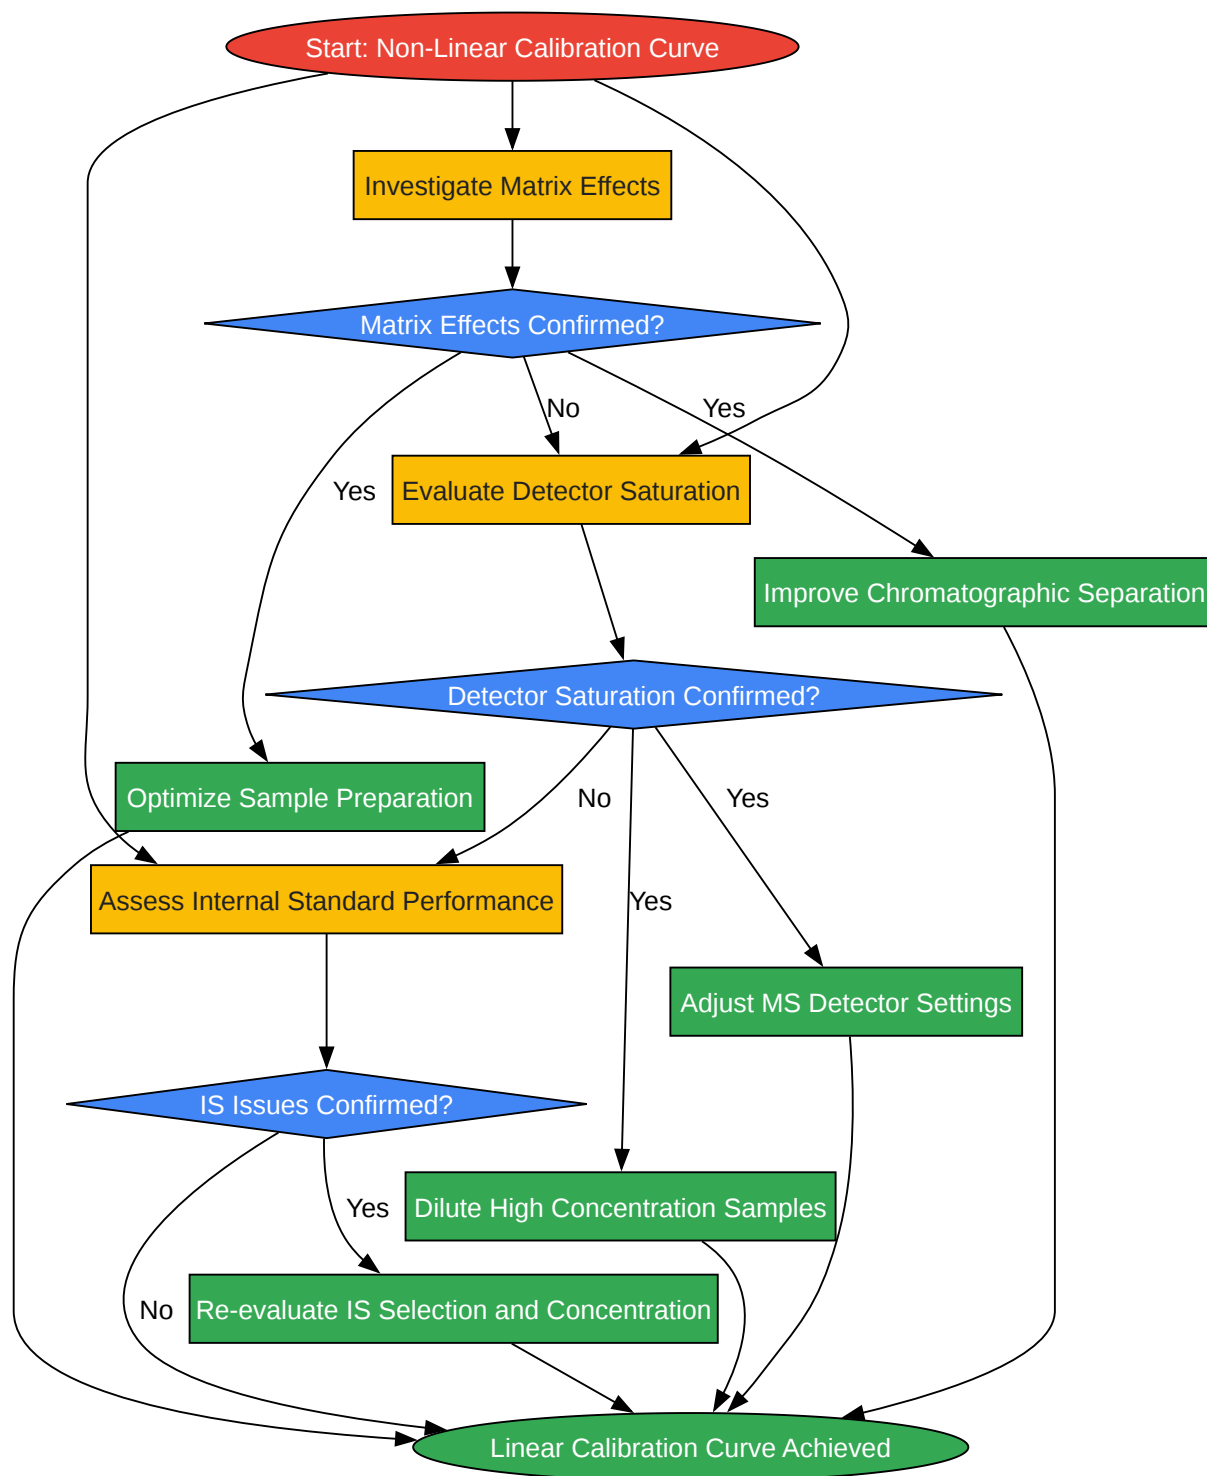 Start: Non-Linear Calibration Curve
Investigate Matrix Effects
Matrix Effects Confirmed?
No
Yes
Yes
Evaluate Detector Saturation
Improve Chromatographic Separation
Detector Saturation Confirmed?
Optimize Sample Preparation
No
Yes
Yes
Assess Internal Standard Performance
Adjust MS Detector Settings
IS Issues Confirmed?
Yes
Dilute High Concentration Samples
No
Re-evaluate IS Selection and Concentration
Linear Calibration Curve Achieved